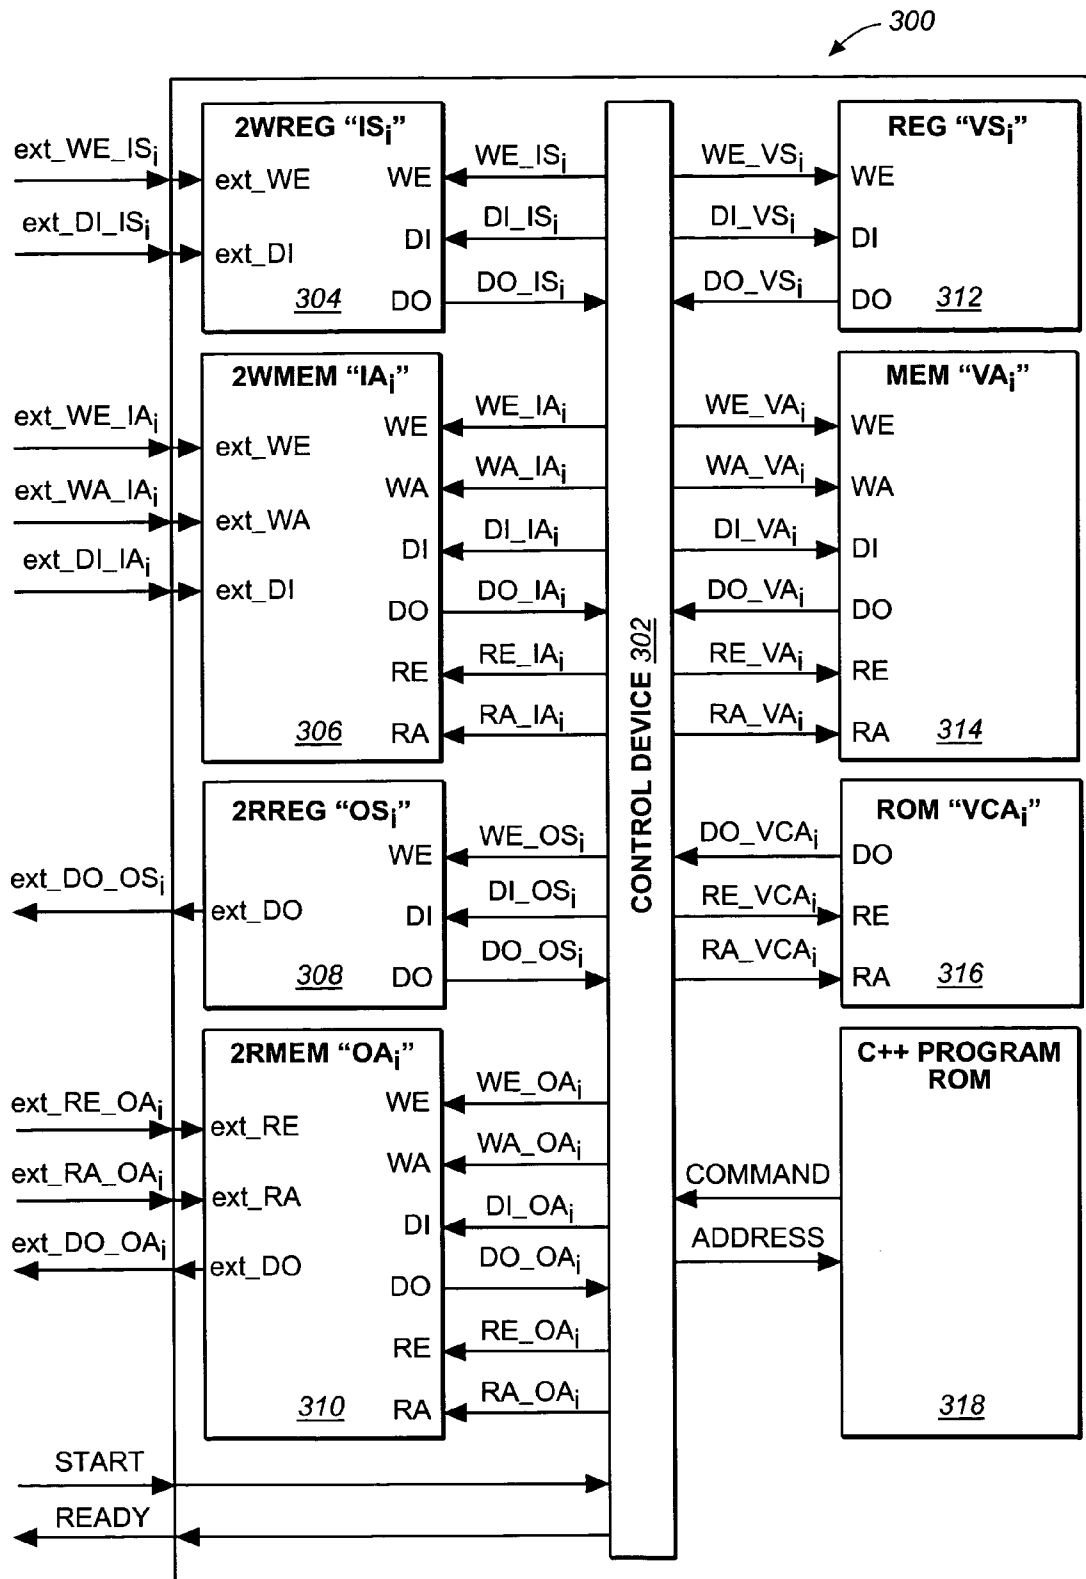 300
2WREG “ISi”
ext_WE_ISi
ext_WE
ext_DI_ISi
ext_DI
WE
DI
DO
304
WE_ISi
DI_ISi
DO_ISi
REG “VSi”
WE_VSi
DI_VSi
DO_VSi
WE
DI
DO
312
2WMEM “IAi”
ext_WE_IAi
ext_WE
ext_WA_IAi
ext_WA
ext_DI_IAi
ext_DI
WE
WA
DI
DO
RE
RA
306
WE_IAi
WA_IAi
DI_IAi
DO_IAi
RE_IAi
RA_IAi
CONTROL DEVICE 302
MEM “VAi”
WE_VAi
WA_VAi
DI_VAi
DO_VAi
RE_VAi
RA_VAi
WE
WA
DI
DO
RE
RA
314
2RREG “OSi”
ext_DO_OSi
ext_DO
WE
DI
DO
308
WE_OSi
DI_OSi
DO_OSi
ROM “VCAi”
DO_VCAi
RE_VCAi
RA_VCAi
DO
RE
RA
316
2RMEM “OAi”
ext_RE_OAi
ext_RE
ext_RA_OAi
ext_RA
ext_DO_OAi
ext_DO
WE
WA
DI
DO
RE
RA
310
WE_OAi
WA_OAi
DI_OAi
DO_OAi
RE_OAi
RA_OAi
C++ PROGRAM
ROM
COMMAND
ADDRESS
318
START
READY